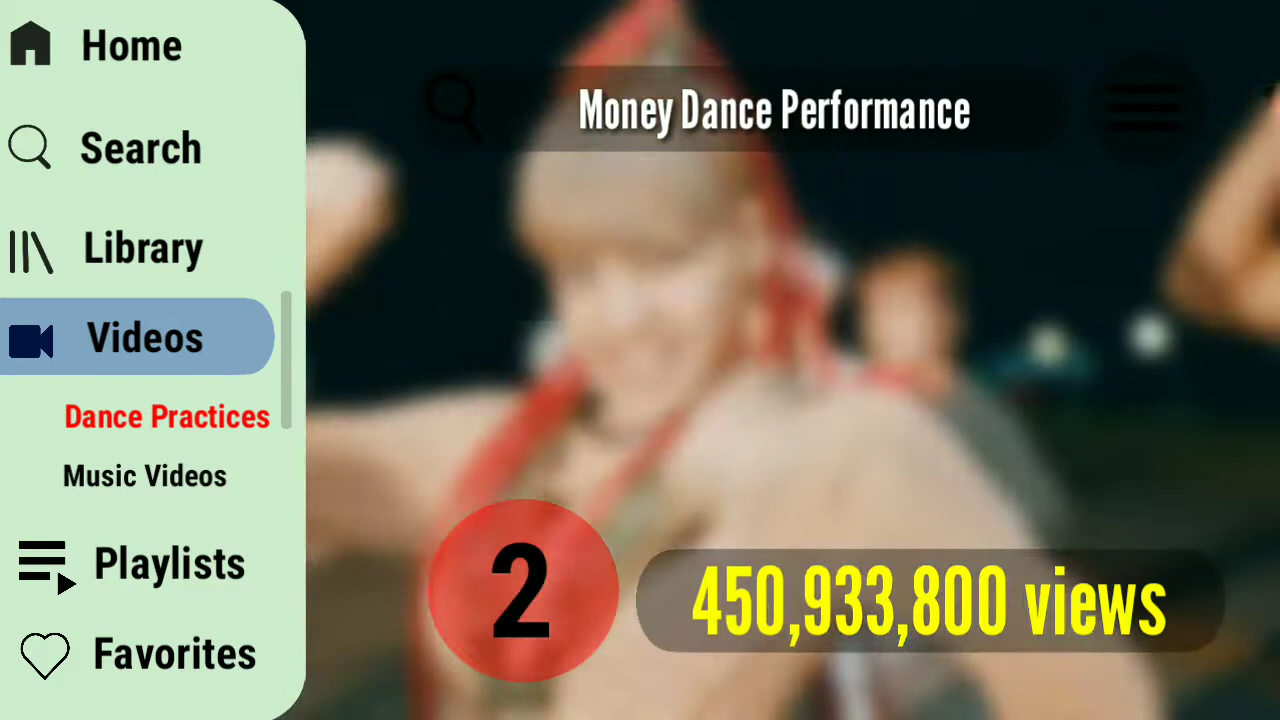 Home
Search
Library
Videos
Dance Practices
Music Videos
Playlists
Favorites
Money Dance Performance
2
450,933,800 views